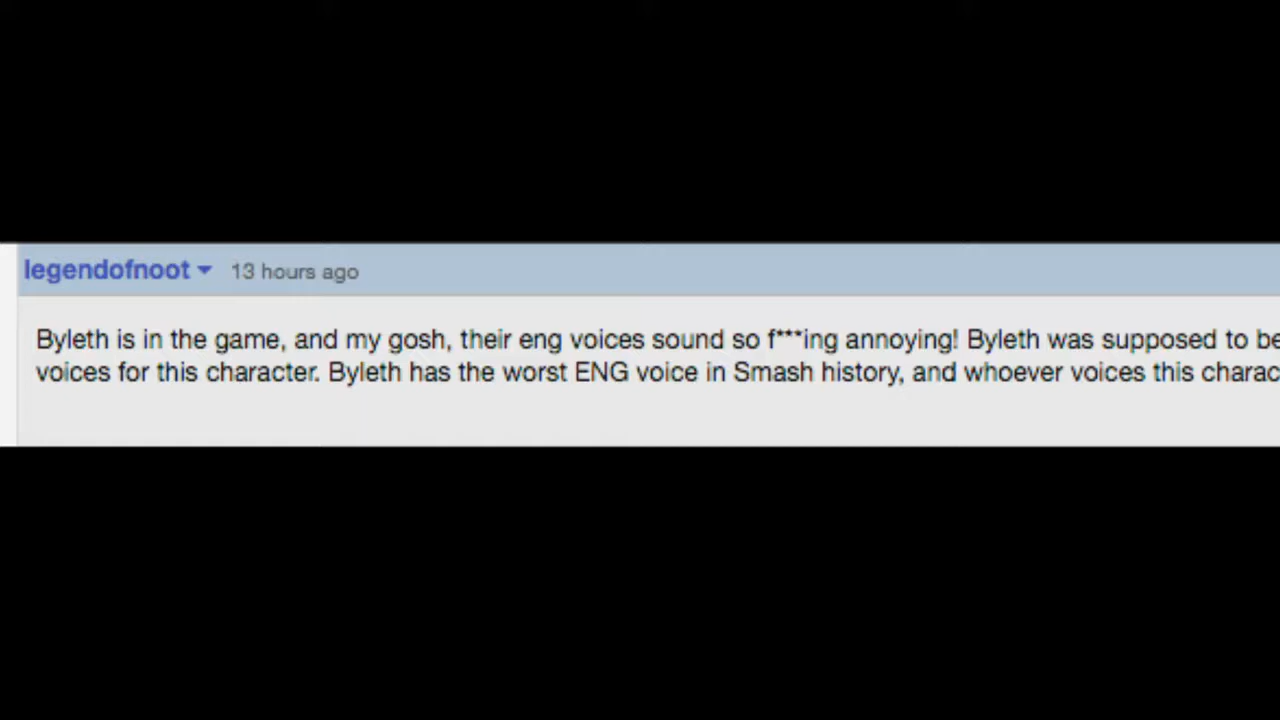 legendofnoot 13 hours ago
Byleth is in the game, and my gosh, their eng voices sound so f***ing annoying! Byleth was supposed to be
voices for this character. Byleth has the worst ENG voice in Smash history, and whoever voices this charac